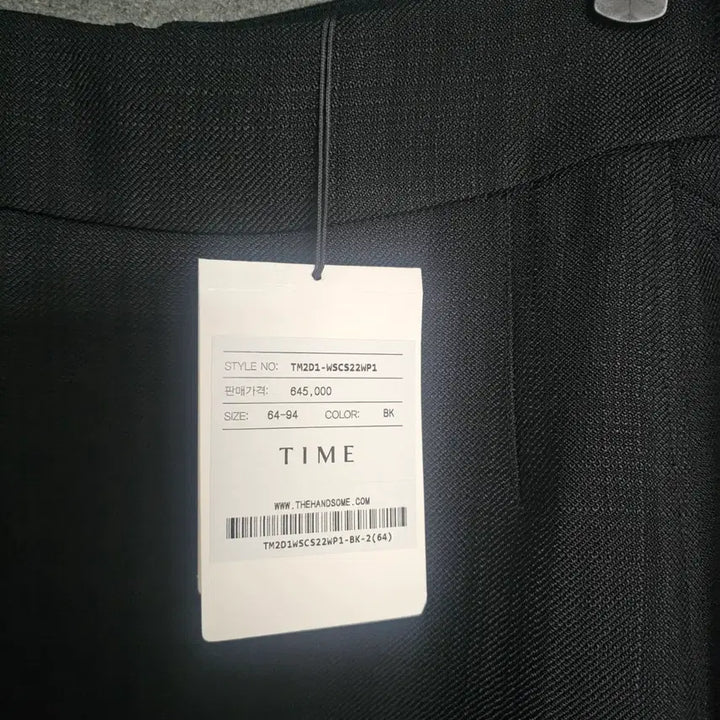 STYLE NO: TM2D1-WSCS22WP1
판매가격: 645,000
SIZE: 64-94 COLOR: BK
TIME
WWW.THEHANDSOME.COM
TM2D1WSCS22WP1-BK-2(64)